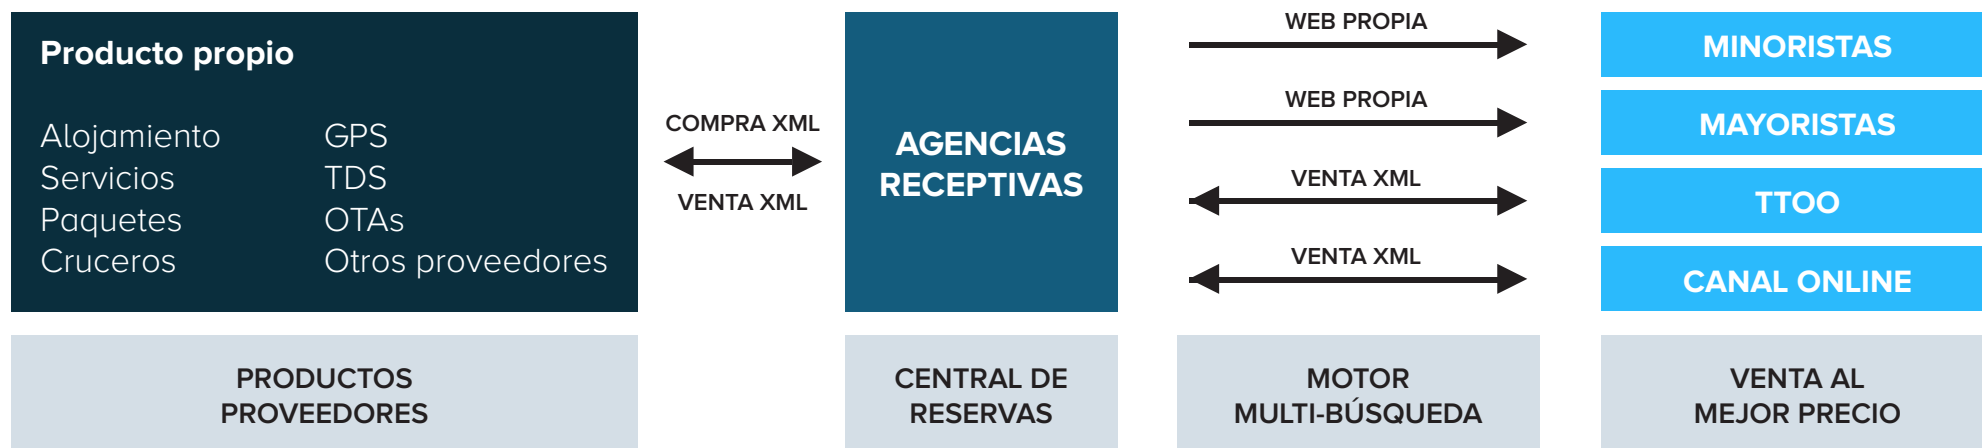 Producto propio
Alojamiento
Servicios
Paquetes
Cruceros
GPS
TDS
OTAs
Otros proveedores
PRODUCTOS
PROVEEDORES
COMPRA XML
VENTA XML
AGENCIAS
RECEPTIVAS
CENTRAL DE
RESERVAS
WEB PROPIA
WEB PROPIA
VENTA XML
VENTA XML
MOTOR
MULTI-BÚSQUEDA
MINORISTAS
MAYORISTAS
TTOO
CANAL ONLINE
VENTA AL
MEJOR PRECIO